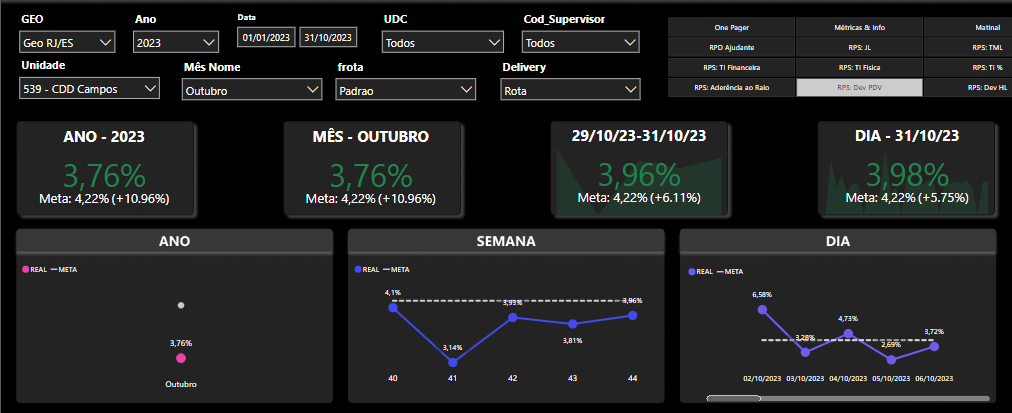 GEO
Geo RJ/ES
Ano
2023
Data
01/01/2023
31/10/2023
UDC
Todos
Cod_Supervisor
Todos
Unidade
539 - CDD Campos
Mês Nome
Outubro
frota
Padrao
Delivery
Rota
One Pager
Métricas & Info
Matinal
RPD Ajudante
RPS: JL
RPS: TML
RPS: TI Financeira
RPS: TI Fisica
RPS: TI %
RPS: Aderência ao Raio
RPS: Dev PDV
RPS: Dev HL
ANO - 2023
3,76%
Meta: 4,22% (+10.96%)
MÊS - OUTUBRO
3,76%
Meta: 4,22% (+10.96%)
29/10/23-31/10/23
3,96%
Meta: 4,22% (+6.11%)
DIA - 31/10/23
3,98%
Meta: 4,22% (+5.75%)
ANO
REAL META
3,76%
Outubro
SEMANA
REAL META
4,1%
3,14%
3,93%
3,81%
3,96%
40 41 42 43 44
DIA
REAL META
6,58%
3,28%
4,73%
2,69%
3,72%
02/10/2023 03/10/2023 04/10/2023 05/10/2023 06/10/2023